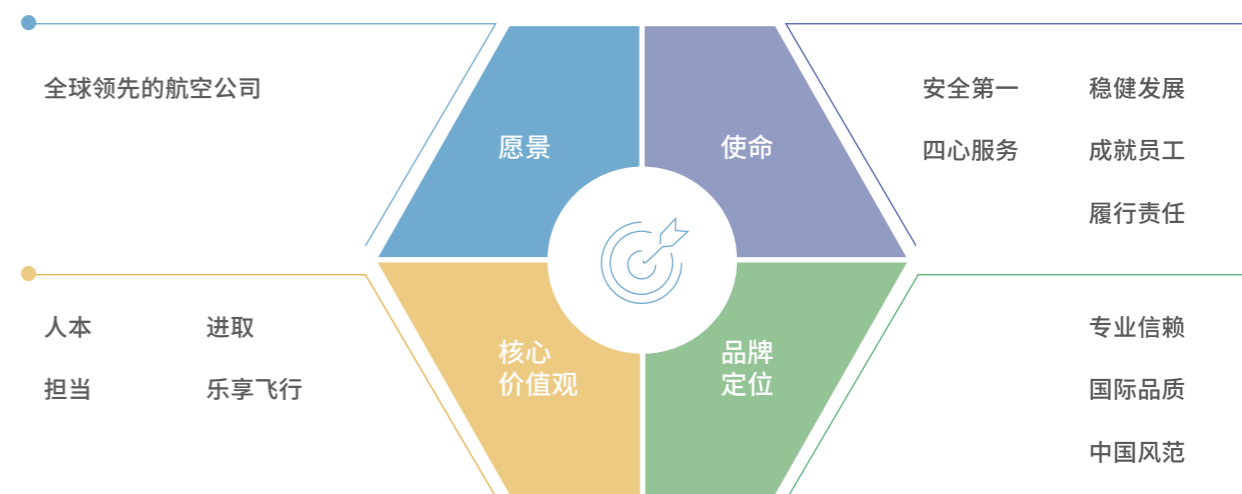 愿景
全球领先的航空公司
使命
安全第一 稳健发展
四心服务 成就员工
履行责任
核心
价值观
人本 进取
担当 乐享飞行
品牌
定位
专业信赖
国际品质
中国风范